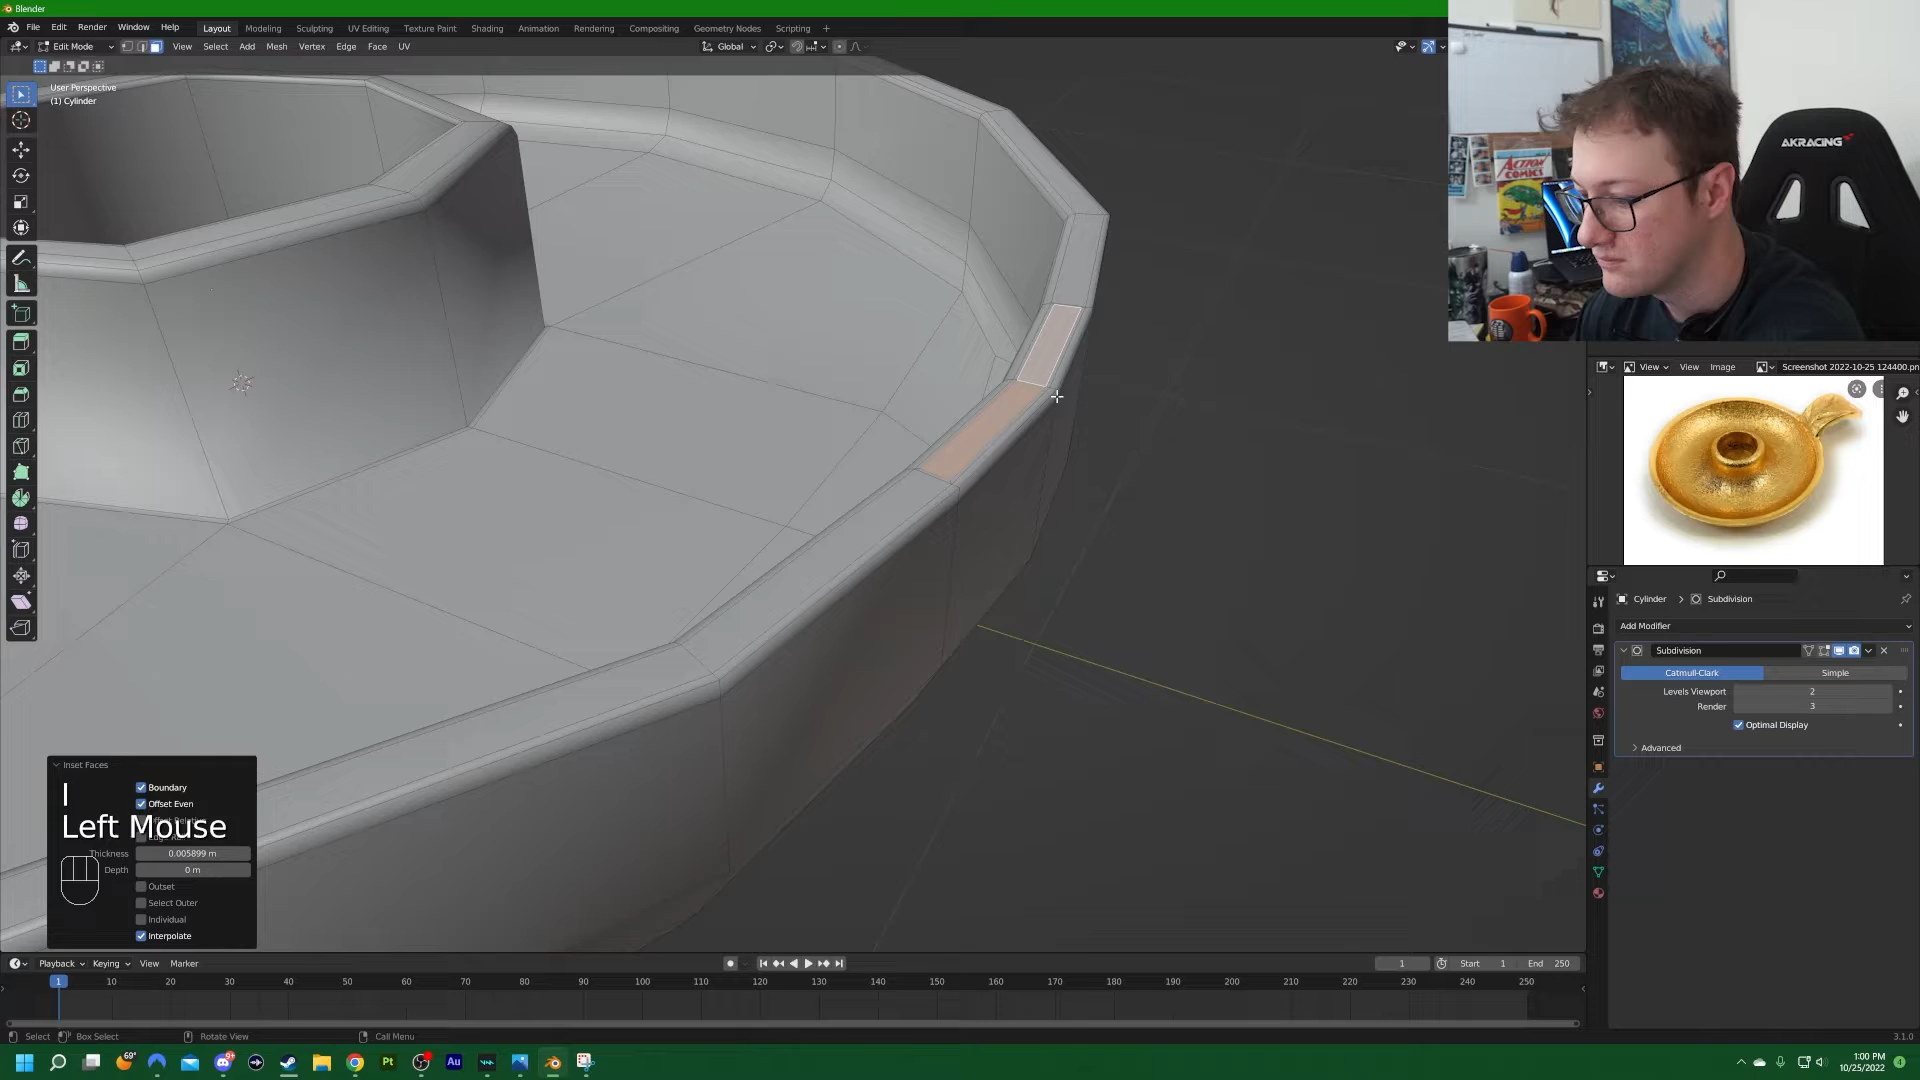 Blender
File Edit Render Window Help Layout Modeling Sculpting UV Editing Texture Paint Shading Animation Rendering Compositing Geometry Nodes Scripting +
Edit Mode View Select Add Mesh Vertex Edge Face UV Global
User Perspective
(1) Cylinder
AKRACING
ACTION
COMICS
View View Image Screenshot 2022-10-25 124400.pn
Cylinder > Subdivision
Add Modifier
Subdivision
Catmull-Clark Simple
Levels Viewport 2
Render 3
Optimal Display
Advanced
Inset Faces
I
Left Mouse
Boundary
Offset Even
Thickness 0.005899 m
Depth 0 m
Outset
Select Outer
Individual
Interpolate
Playback Keying View Marker 1 Start 1 End 250
1 10 20 30 40 50 60 70 80 90 100 110 120 130 140 150 160 170 180 190 200 210 220 230 240 250
Select Box Select Rotate View Call Menu 3.1.0
69° Pt Au
1:00 PM
10/25/2022
4